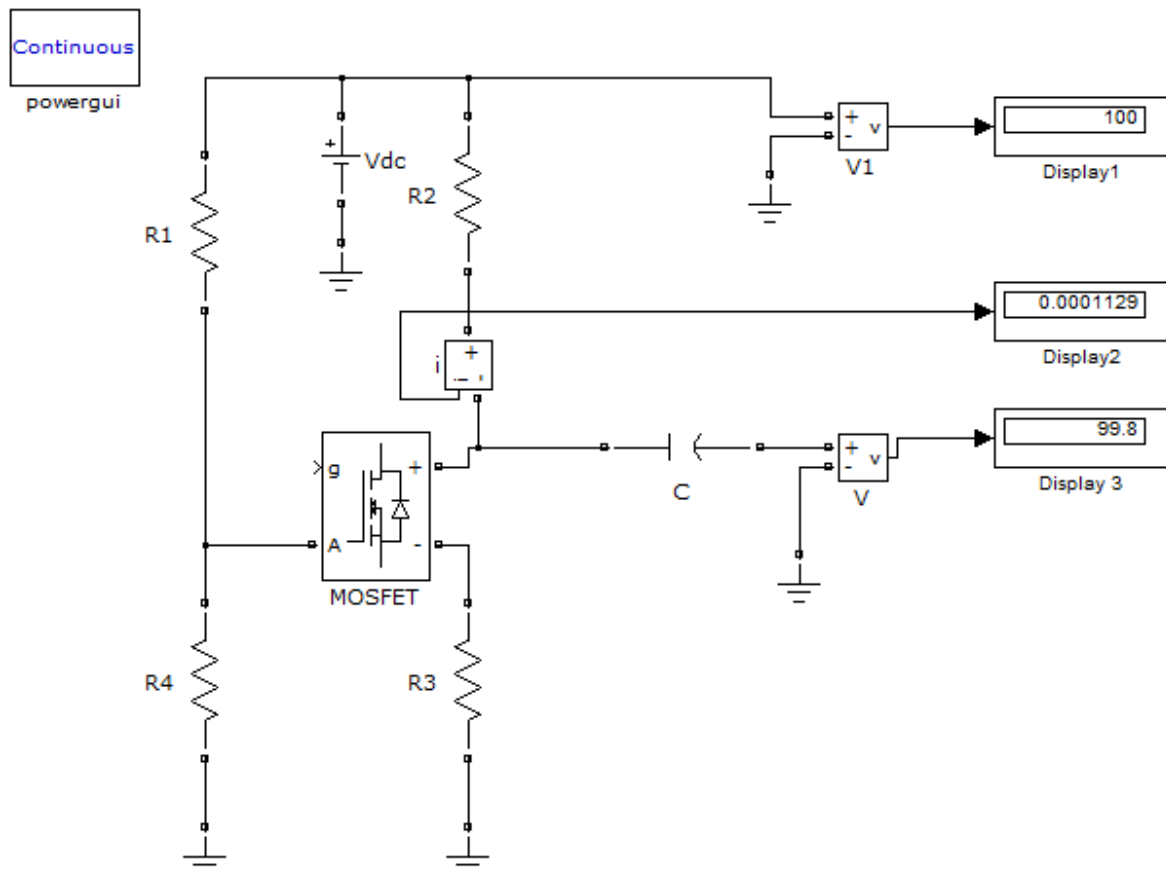 Continuous
powergui
+
Vdc
R1
R2
+
-
v
V1
100
Display1
i
+
-
0.0001129
Display2
g
A
+
-
MOSFET
C
+
-
v
V
99.8
Display 3
R4
R3